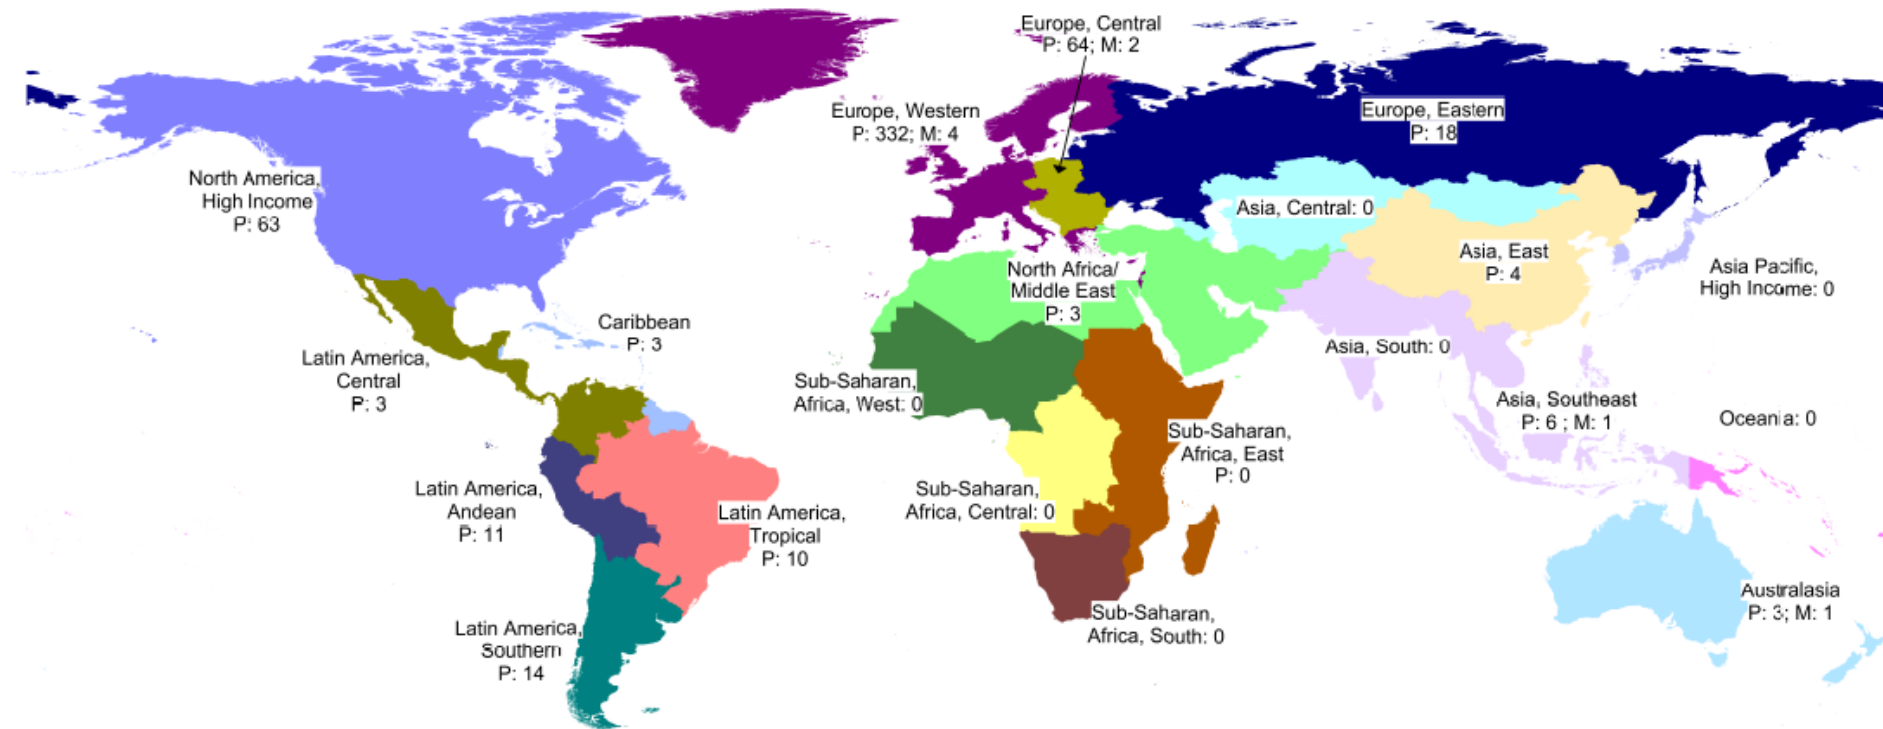 Europe, Central
P: 64; M: 2
Europe, Western
P: 332; M: 4
Europe, Eastern
P: 18
North America,
High Income
P: 63
Asia, Central: 0
Asia, East
P: 4
North Africa/
Middle East
P: 3
Asia Pacific,
High Income: 0
Caribbean
P: 3
Asia, South: 0
Latin America,
Central
P: 3
Sub-Saharan,
Africa, West: 0
Asia, Southeast
P: 6 ; M: 1
Oceania: 0
Sub-Saharan,
Africa, East
P: 0
Latin America,
Andean
P: 11
Sub-Saharan,
Africa, Central: 0
Latin America,
Tropical
P: 10
Australasia
P: 3; M: 1
Sub-Saharan,
Africa, South: 0
Latin America,
Southern
P: 14